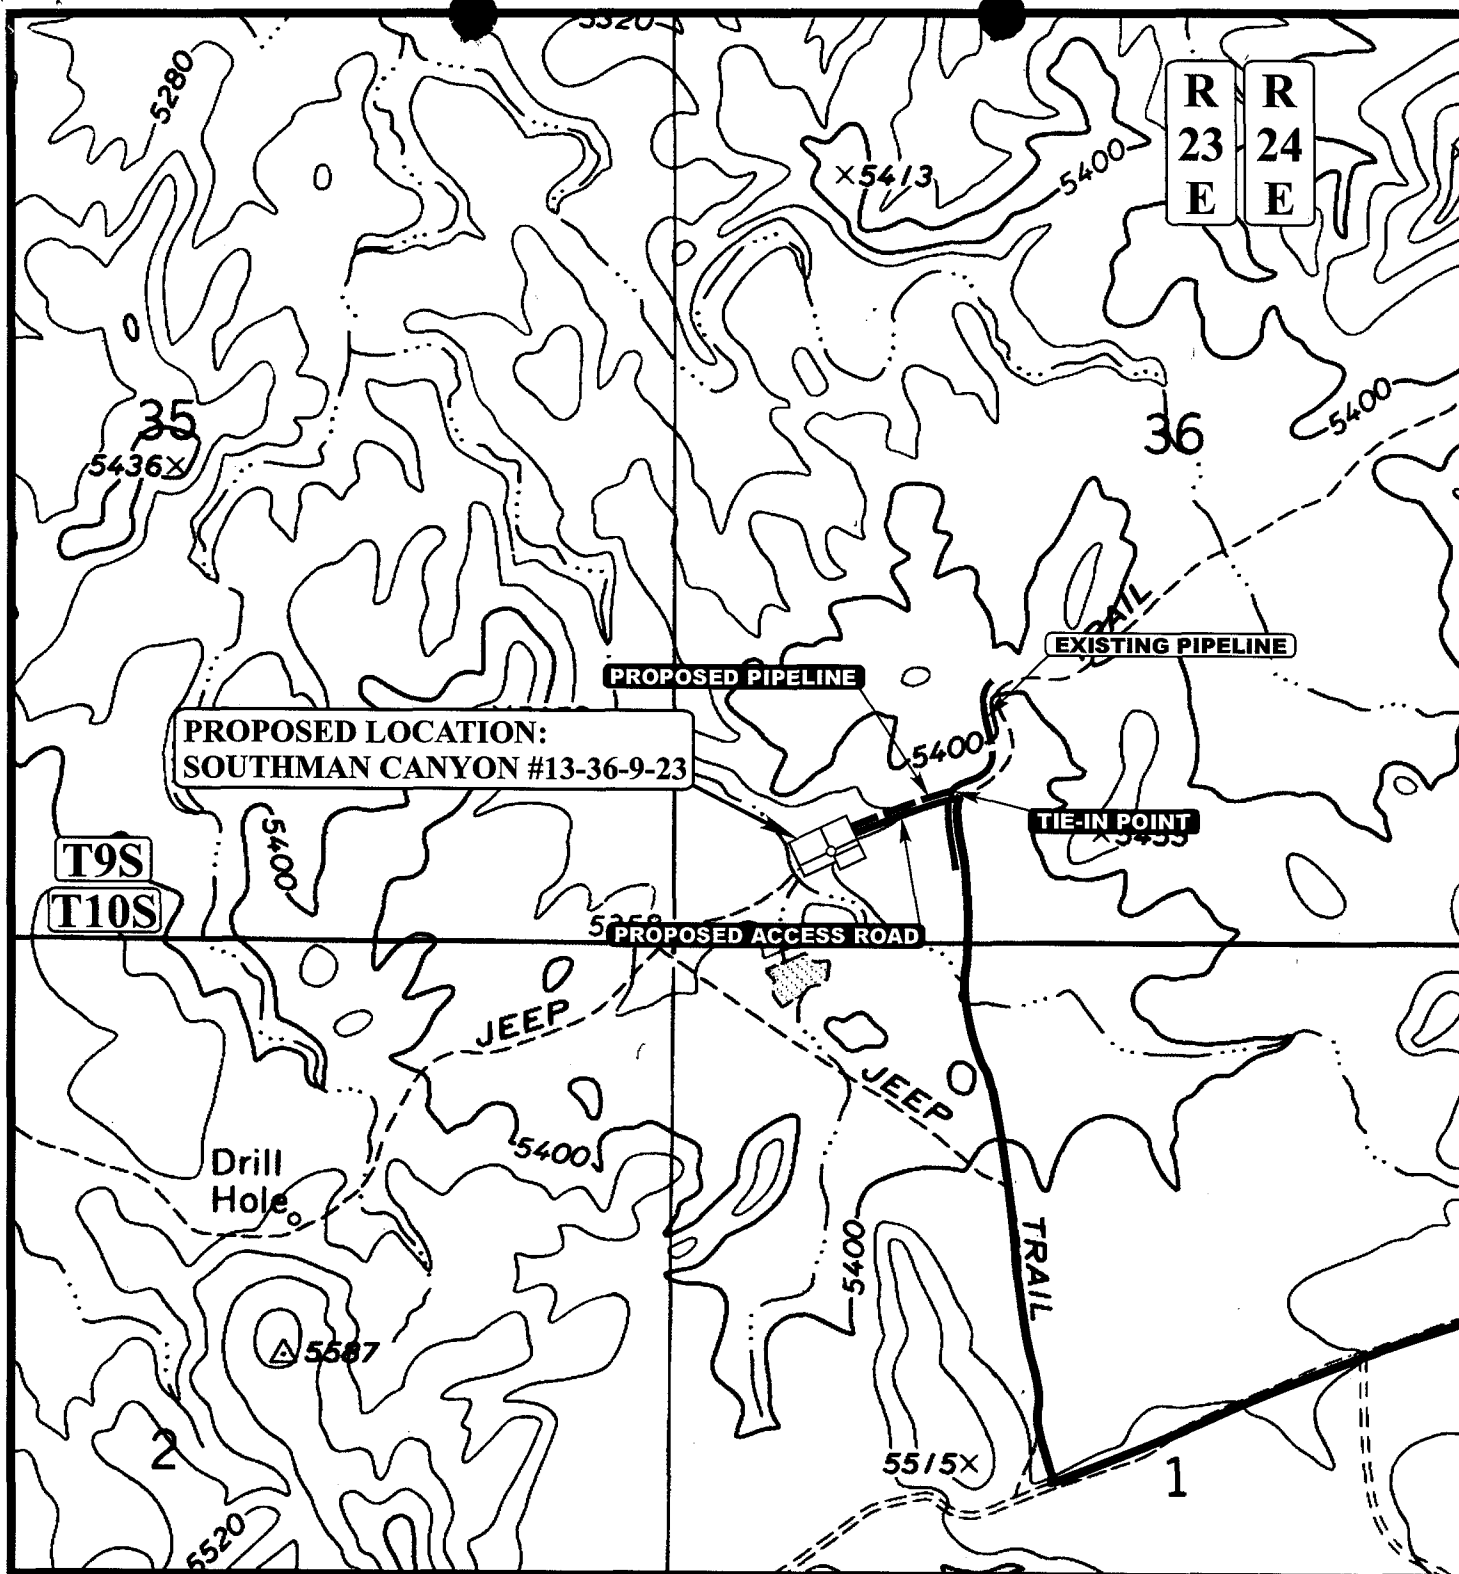 5320
5280
R
23
E
R
24
E
×5413
5400
35
5436×
36
5400
TRAIL
EXISTING PIPELINE
PROPOSED PIPELINE
PROPOSED LOCATION:
SOUTHMAN CANYON #13-36-9-23
5400
TIE-IN POINT
T9S
T10S
5400
PROPOSED ACCESS ROAD
JEEP
JEEP
5400
Drill
Hole
5400
TRAIL
5587
2
5515×
1
5520